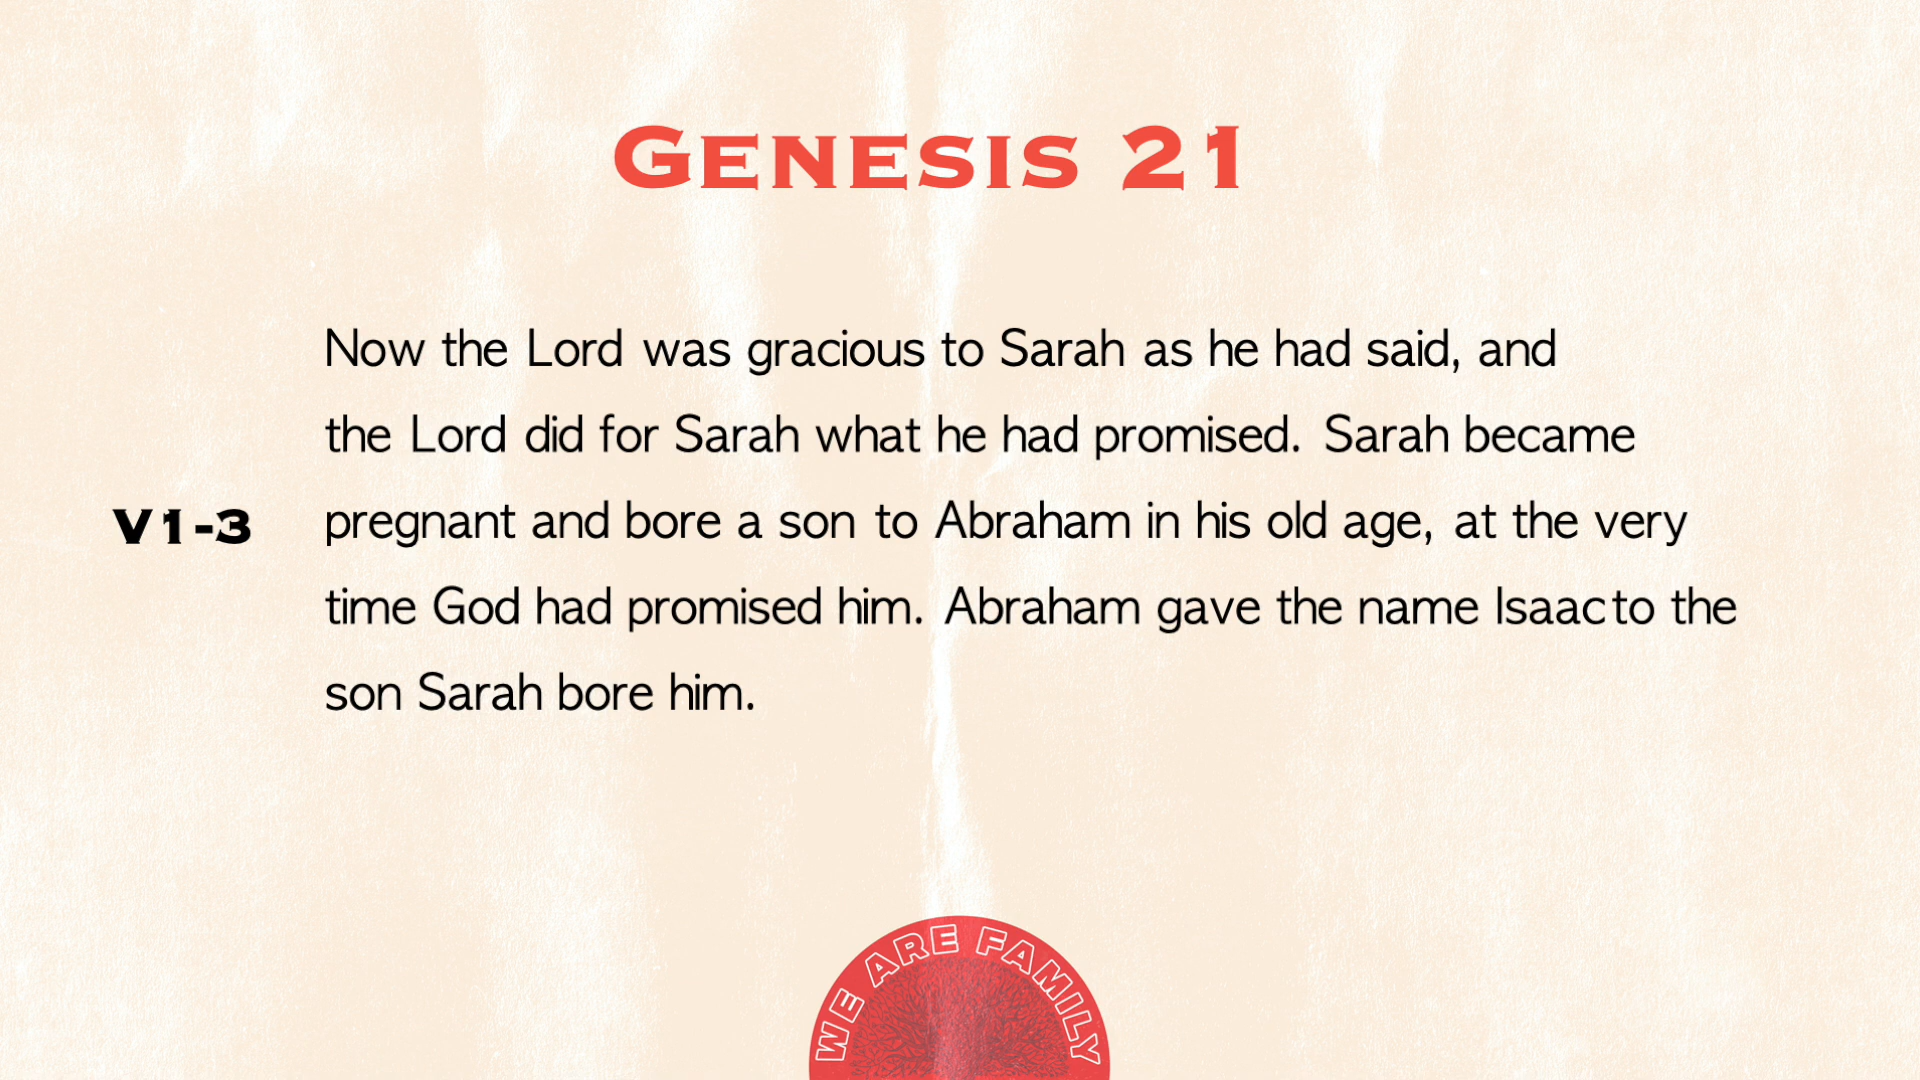 GENESIS 21
Now the Lord was gracious to Sarah as he had said, and
the Lord did for Sarah what he had promised. Sarah became
V1-3
pregnant and bore a son to Abraham in his old age, at the very
time God had promised him. Abraham gave the name Isaacto the
son Sarah bore him.
WE ARE FAMILY